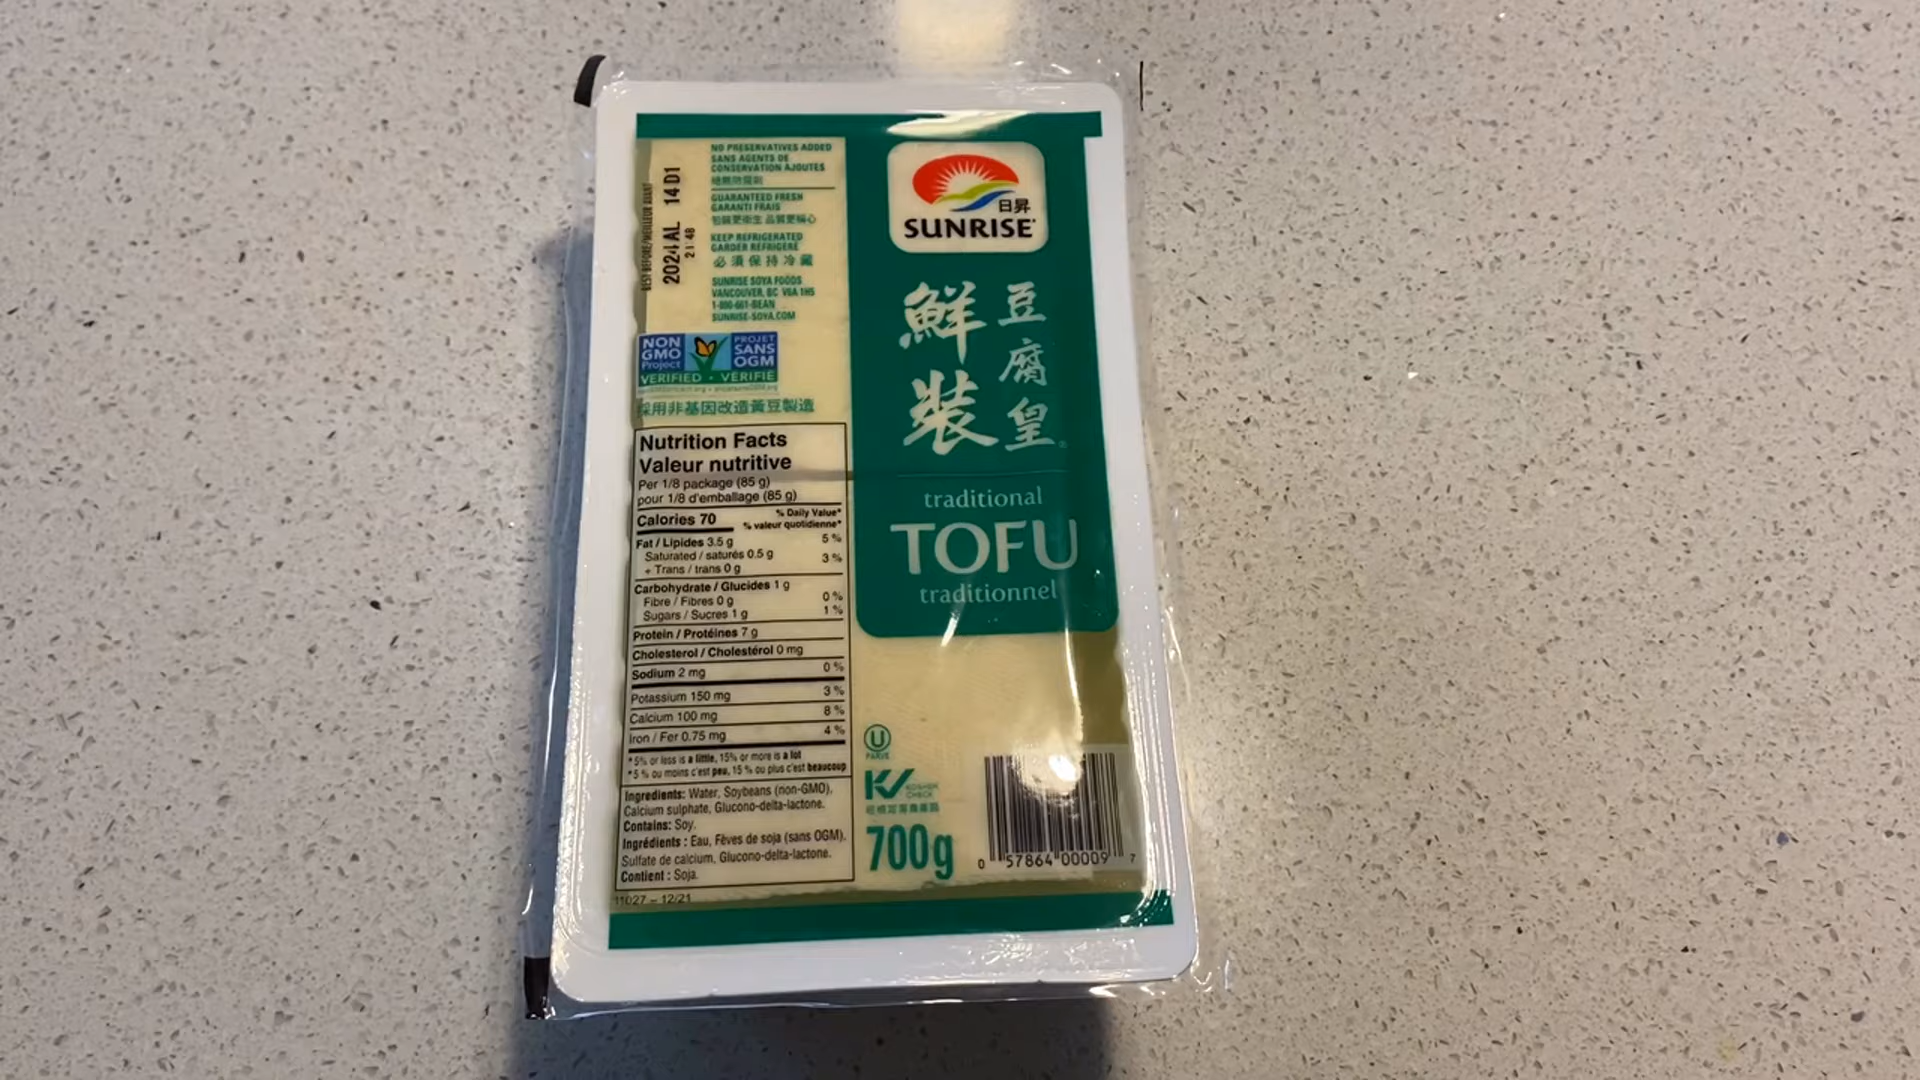 BEST BEFORE/MEILLEUR AVANT
2024 AL 14 D1
21:48
NO PRESERVATIVES ADDED
SANS AGENTS DE
CONSERVATION AJOUTÉS
絕無防腐劑
GUARANTEED FRESH
GARANTI FRAIS
包裝更衛生 品質更稱心
KEEP REFRIGERATED
GARDER RÉFRIGÉRÉ
必須保持冷藏
SUNRISE SOYA FOODS
VANCOUVER, BC V6A 1H5
1-800-661-BEAN
SUNRISE-SOYA.COM
NON GMO Project
PROJET SANS OGM
VERIFIED • VÉRIFIÉ
採用非基因改造黃豆製造
Nutrition Facts
Valeur nutritive
Per 1/8 package (85 g)
pour 1/8 d'emballage (85 g)
Calories 70
% Daily Value*
% valeur quotidienne*
Fat / Lipides 3.5 g 5 %
Saturated / saturés 0.5 g
+ Trans / trans 0 g 3 %
Carbohydrate / Glucides 1 g
Fibre / Fibres 0 g 0 %
Sugars / Sucres 1 g 1 %
Protein / Protéines 7 g
Cholesterol / Cholestérol 0 mg
Sodium 2 mg 0 %
Potassium 150 mg 3 %
Calcium 100 mg 8 %
Iron / Fer 0.75 mg 4 %
*5% or less is a little, 15% or more is a lot
*5 % ou moins c'est peu, 15 % ou plus c'est beaucoup
Ingredients: Water, Soybeans (non-GMO),
Calcium sulphate, Glucono-delta-lactone.
Contains: Soy.
Ingrédients : Eau, Fèves de soja (sans OGM),
Sulfate de calcium, Glucono-delta-lactone.
Contient : Soja.
11027 – 12/21
日昇
SUNRISE
鮮裝
豆腐皇
traditional
TOFU
traditionnel
U
PARVE
KV KOSHER CHECK
700g
0 57864 00009 7